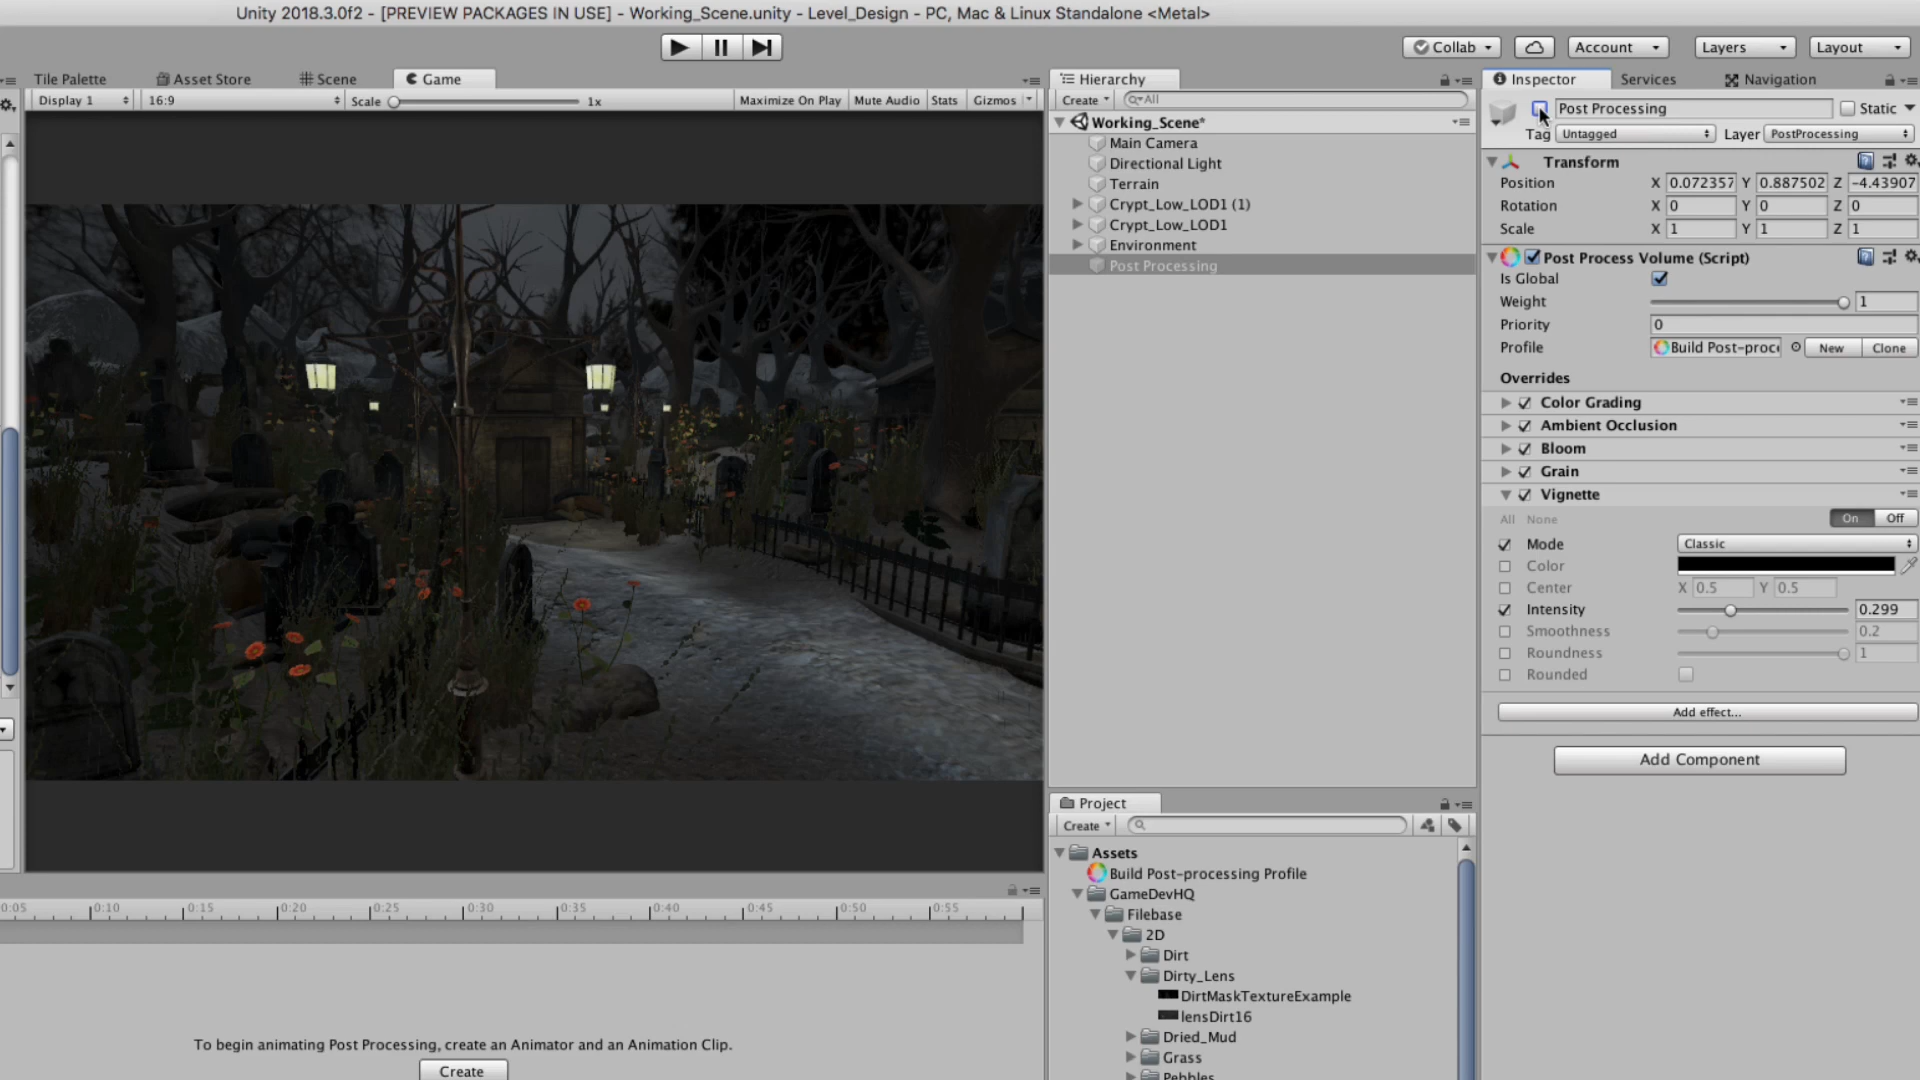 Unity 2018.3.0f2 - [PREVIEW PACKAGES IN USE] - Working_Scene.unity - Level_Design - PC, Mac & Linux Standalone <Metal>
Collab
Account
Layers
Layout
Tile Palette
Asset Store
Scene
Game
Display 1
16:9
Scale
1x
Maximize On Play
Mute Audio
Stats
Gizmos
Hierarchy
Create
All
Working_Scene*
Main Camera
Directional Light
Terrain
Crypt_Low_LOD1 (1)
Crypt_Low_LOD1
Environment
Post Processing
Inspector
Services
Navigation
Post Processing
Static
Tag
Untagged
Layer
PostProcessing
Transform
Position X 0.072357 Y 0.887502 Z -4.43907
Rotation X 0 Y 0 Z 0
Scale X 1 Y 1 Z 1
Post Process Volume (Script)
Is Global
Weight 1
Priority 0
Profile Build Post-proc New Clone
Overrides
Color Grading
Ambient Occlusion
Bloom
Grain
Vignette
All None On Off
Mode Classic
Color
Center X 0.5 Y 0.5
Intensity 0.299
Smoothness 0.2
Roundness 1
Rounded
Add effect...
Add Component
Project
Create
Assets
Build Post-processing Profile
GameDevHQ
Filebase
2D
Dirt
Dirty_Lens
DirtMaskTextureExample
lensDirt16
Dried_Mud
Grass
Pebbles
0:05 0:10 0:15 0:20 0:25 0:30 0:35 0:40 0:45 0:50 0:55
To begin animating Post Processing, create an Animator and an Animation Clip.
Create